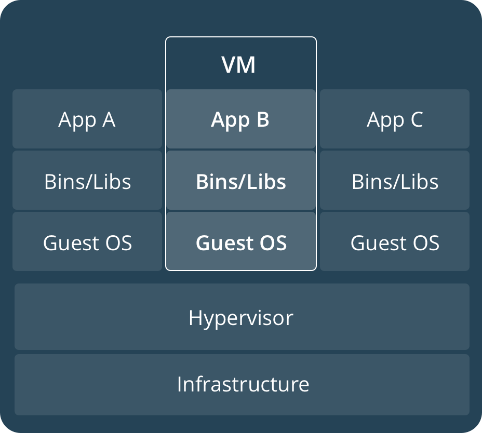 VM
App A
App B
App C
Bins/Libs
Bins/Libs
Bins/Libs
Guest OS
Guest OS
Guest OS
Hypervisor
Infrastructure